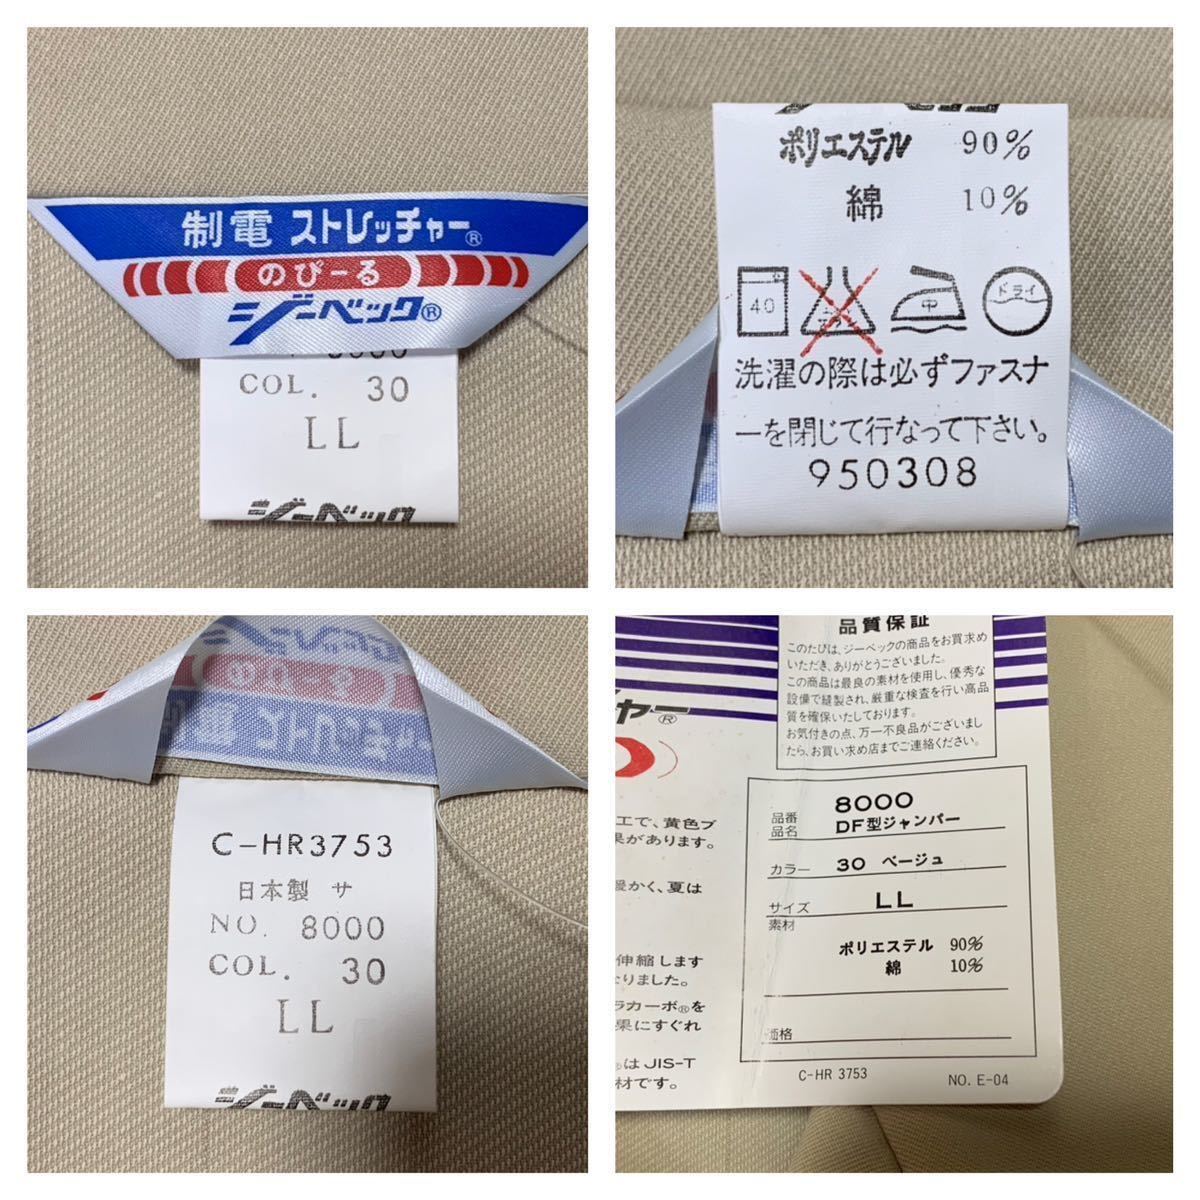 制電 ストレッチャー®
のびーる
ジーベック®
COL. 30
LL
ジーベック
ポリエステル 90%
綿 10%
40
中
ドライ
洗濯の際は必ずファスナ
ーを閉じて行なって下さい。
950308
C-HR3753
日本製 サ
NO. 8000
COL. 30
LL
ジーベック
品質保証
このたびは、ジーベックの商品をお買求め
いただき、ありがとうございました。
この商品は最良の素材を使用し、優秀な
設備で縫製され、厳重な検査を行い高品
質を確保いたしております。
お気付きの点、万一不良品がございまし
たら、お買い求め店までご連絡ください。
チャー®
工で、黄色ブ
果があります。
暖かく、夏は
伸縮します
なりました。
ラカーボ®を
果にすぐれ
®はJIS-T
材です。
品番 8000
品名 DF型ジャンパー
カラー 30 ベージュ
サイズ LL
素材
ポリエステル 90%
綿 10%
価格
C-HR 3753 NO. E-04